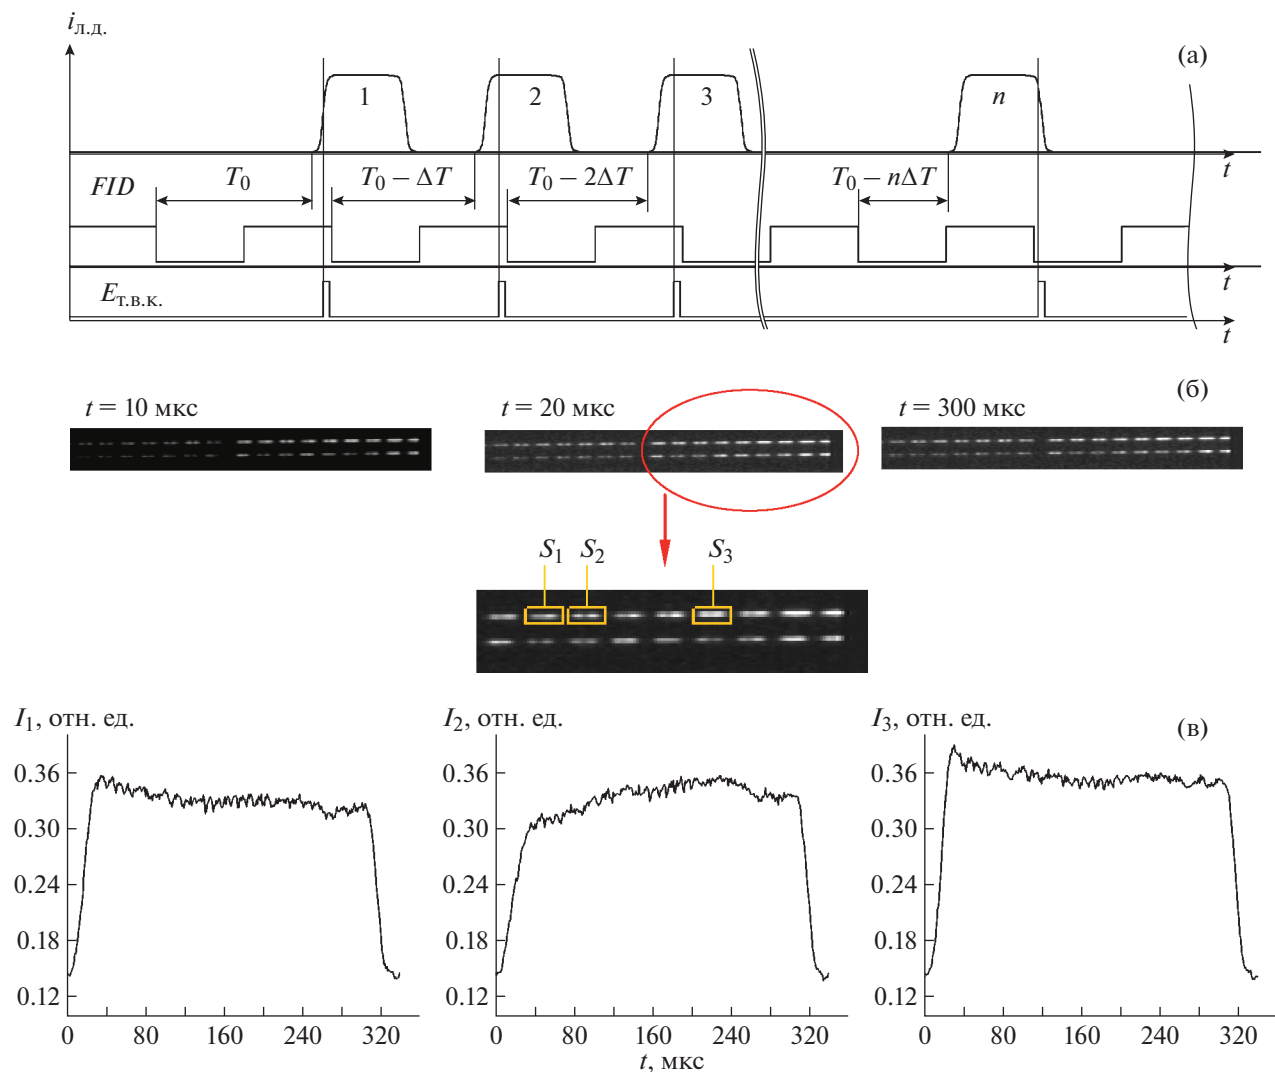 iл.д.
(а)
1 2 3 n
t
FID T0 T0 − ΔT T0 − 2ΔT T0 − nΔT
t
Eт.в.к.
t
(б)
t = 10 мкс t = 20 мкс t = 300 мкс
S1 S2 S3
I1, отн. ед. I2, отн. ед. I3, отн. ед. (в)
0.36 0.36 0.36
0.30 0.30 0.30
0.24 0.24 0.24
0.18 0.18 0.18
0.12 0.12 0.12
0 80 160 240 320 0 80 160 240 320 0 80 160 240 320
t, мкс